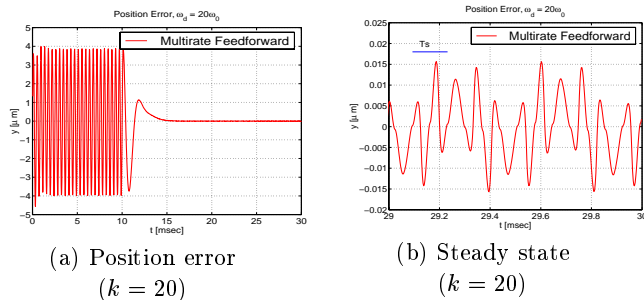 Position Error, ω_d = 20ω_0
Multirate Feedforward
5
4
3
2
1
0
-1
-2
-3
-4
-5
y [μ m]
0 5 10 15 20 25 30
t [msec]
(a) Position error
(k = 20)
Position Error, ω_d = 20ω_0
Multirate Feedforward
Ts
0.025
0.02
0.015
0.01
0.005
0
-0.005
-0.01
-0.015
-0.02
y [μ m]
29 29.2 29.4 29.6 29.8 30
t [msec]
(b) Steady state
(k = 20)